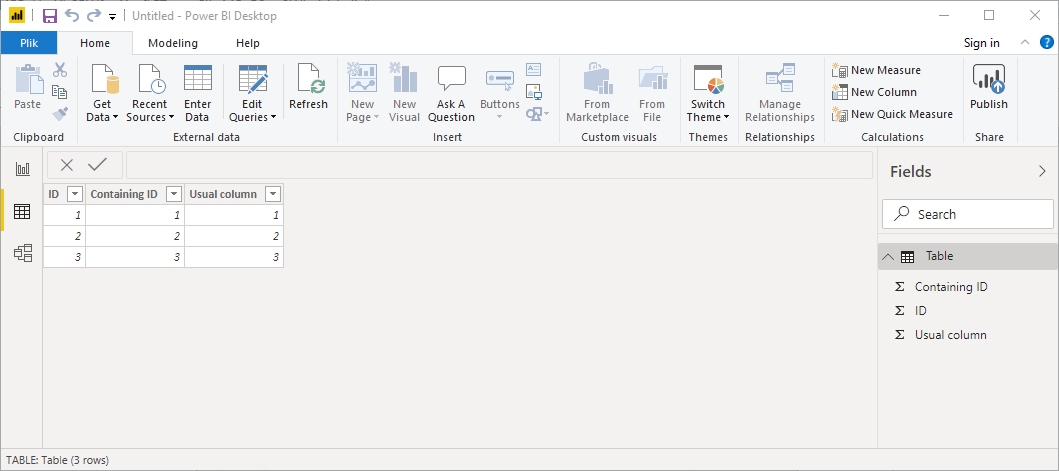 Untitled - Power BI Desktop
Plik Home Modeling Help Sign in
Paste
Clipboard
Get Data
Recent Sources
Enter Data
Edit Queries
Refresh
External data
New Page
New Visual
Ask A Question
Buttons
Insert
From Marketplace
From File
Custom visuals
Switch Theme
Themes
Manage Relationships
Relationships
New Measure
New Column
New Quick Measure
Calculations
Publish
Share
ID Containing ID Usual column
1 1 1
2 2 2
3 3 3
Fields
Search
Table
Containing ID
ID
Usual column
TABLE: Table (3 rows)